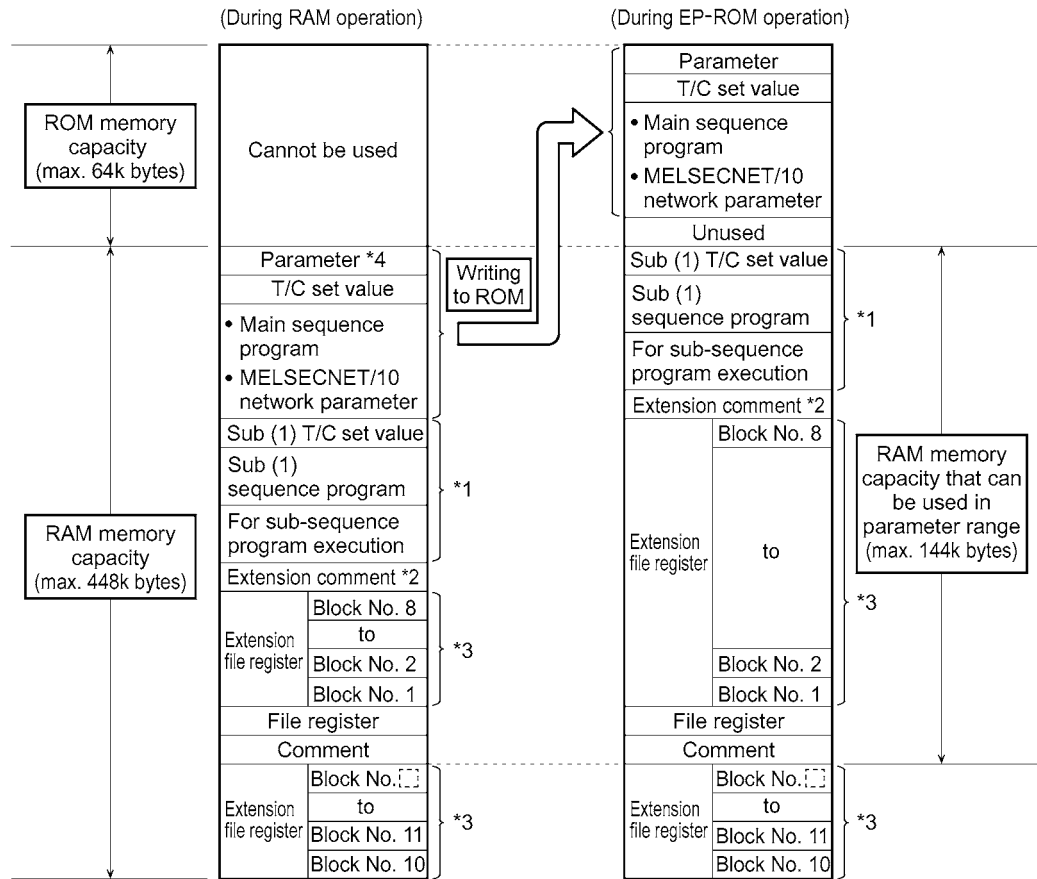 (During RAM operation)
(During EP-ROM operation)
ROM memory
capacity
(max. 64k bytes)
RAM memory
capacity
(max. 448k bytes)
Cannot be used
Parameter *4
T/C set value
• Main sequence
program
• MELSECNET/10
network parameter
Sub (1) T/C set value
Sub (1)
sequence program
For sub-sequence
program execution
*1
Extension comment *2
Extension
file register
Block No. 8
to
Block No. 2
Block No. 1
*3
File register
Comment
Extension
file register
Block No.
to
Block No. 11
Block No. 10
*3
Writing
to ROM
Parameter
T/C set value
• Main sequence
program
• MELSECNET/10
network parameter
Unused
Sub (1) T/C set value
Sub (1)
sequence program
For sub-sequence
program execution
*1
Extension comment *2
Extension
file register
Block No. 8
to
Block No. 2
Block No. 1
*3
File register
Comment
Extension
file register
Block No.
to
Block No. 11
Block No. 10
*3
RAM memory
capacity that can
be used in
parameter range
(max. 144k bytes)